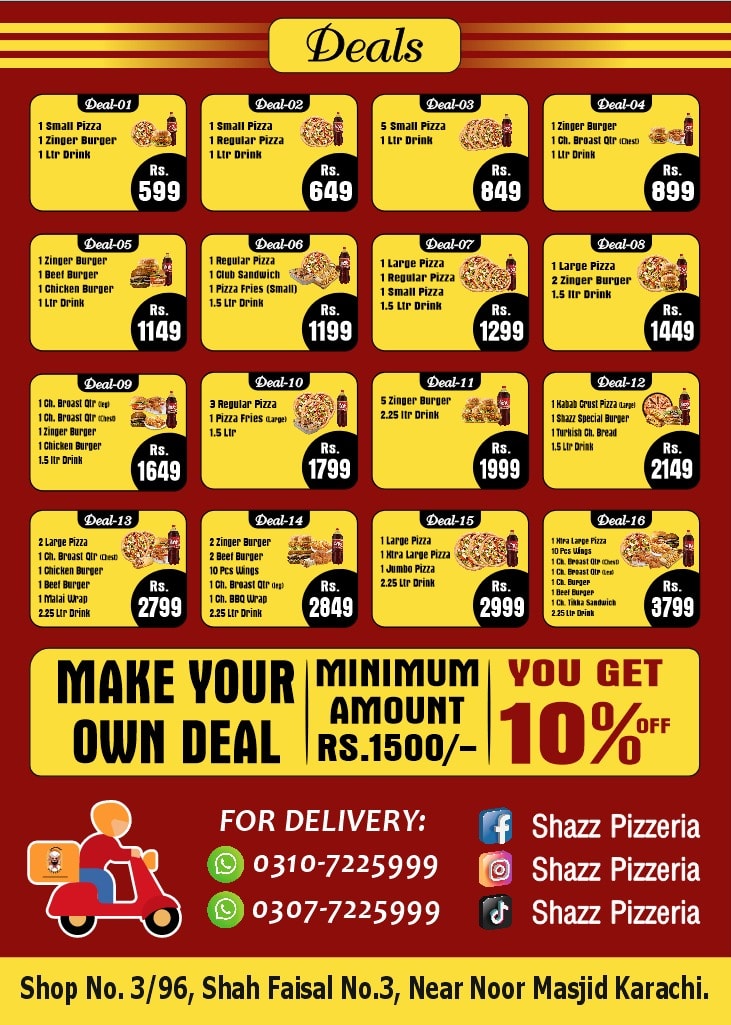 Deals
Deal-01
1 Small Pizza
1 Zinger Burger
1 Ltr Drink
Rs.
599
Deal-02
1 Small Pizza
1 Regular Pizza
1 Ltr Drink
Rs.
649
Deal-03
5 Small Pizza
1 Ltr Drink
Rs.
849
Deal-04
1 Zinger Burger
1 Ch. Broast Qtr (Chest)
1 Ltr Drink
Rs.
899
Deal-05
1 Zinger Burger
1 Beef Burger
1 Chicken Burger
1 Ltr Drink
Rs.
1149
Deal-06
1 Regular Pizza
1 Club Sandwich
1 Pizza Fries (Small)
1.5 Ltr Drink
Rs.
1199
Deal-07
1 Large Pizza
1 Regular Pizza
1 Small Pizza
1.5 Ltr Drink
Rs.
1299
Deal-08
1 Large Pizza
2 Zinger Burger
1.5 ltr Drink
Rs.
1449
Deal-09
1 Ch. Broast Qtr (leg)
1 Ch. Broast Qtr (Chest)
1 Zinger Burger
1 Chicken Burger
1.5 ltr Drink
Rs.
1649
Deal-10
3 Regular Pizza
1 Pizza Fries (Large)
1.5 Ltr
Rs.
1799
Deal-11
5 Zinger Burger
2.25 ltr Drink
Rs.
1999
Deal-12
1 Kabab Crust Pizza (Large)
1 Shazz Special Burger
1 Turkish Ch. Bread
1.5 Ltr Drink
Rs.
2149
Deal-13
2 Large Pizza
1 Ch. Broast Qtr (Chest)
1 Chicken Burger
1 Beef Burger
1 Malai Wrap
2.25 Ltr Drink
Rs.
2799
Deal-14
2 Zinger Burger
2 Beef Burger
10 Pcs Wings
1 Ch. Broast Qtr (leg)
1 Ch. BBQ Wrap
2.25 Ltr Drink
Rs.
2849
Deal-15
1 Large Pizza
1 Xtra Large Pizza
1 Jumbo Pizza
2.25 Ltr Drink
Rs.
2999
Deal-16
1 Xtra Large Pizza
10 Pcs Wings
1 Ch. Broast Qtr (Chest)
1 Ch. Broast Qtr (Leg)
1 Ch. Burger
1 Beef Burger
1 Ch. Tikka Sandwich
2.25 Ltr Drink
Rs.
3799
MAKE YOUR
OWN DEAL
MINIMUM
AMOUNT
RS.1500/-
YOU GET
10% OFF
FOR DELIVERY:
0310-7225999
0307-7225999
Shazz Pizzeria
Shazz Pizzeria
Shazz Pizzeria
Shop No. 3/96, Shah Faisal No.3, Near Noor Masjid Karachi.